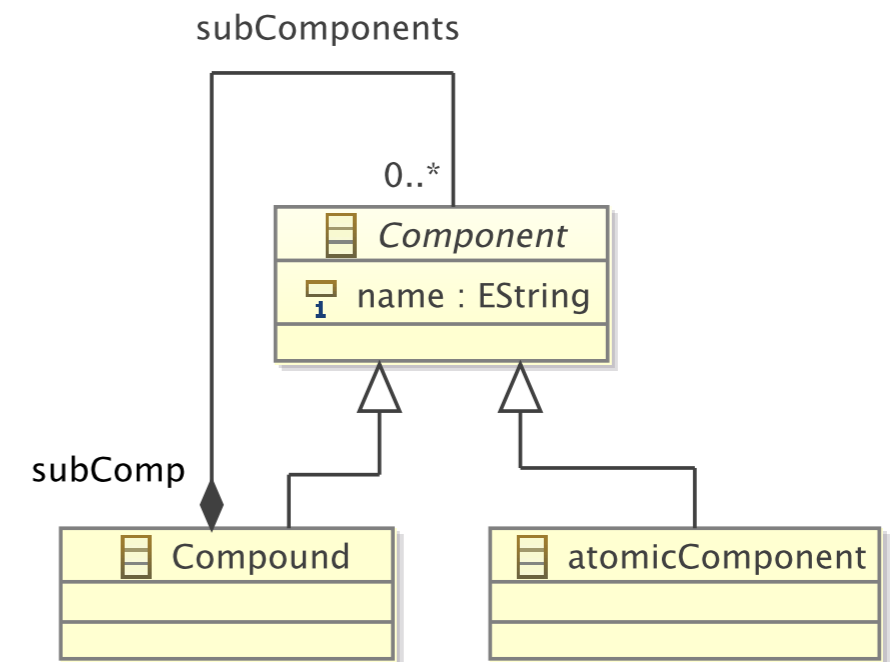 subComponents
0..*
Component
1
name : EString
subComp
Compound
atomicComponent